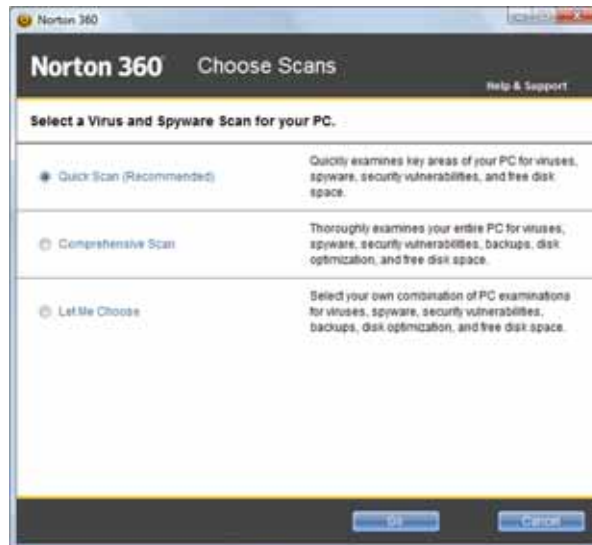 Norton 360
Norton 360 Choose Scans
Help & Support
Select a Virus and Spyware Scan for your PC.
Quick Scan (Recommended)
Quickly examines key areas of your PC for viruses,
spyware, security vulnerabilities, and free disk
space.
Comprehensive Scan
Thoroughly examines your entire PC for viruses,
spyware, security vulnerabilities, backups, disk
optimization, and free disk space.
Let Me Choose
Select your own combination of PC examinations
for viruses, spyware, security vulnerabilities,
backups, disk optimization, and free disk space.
Cancel